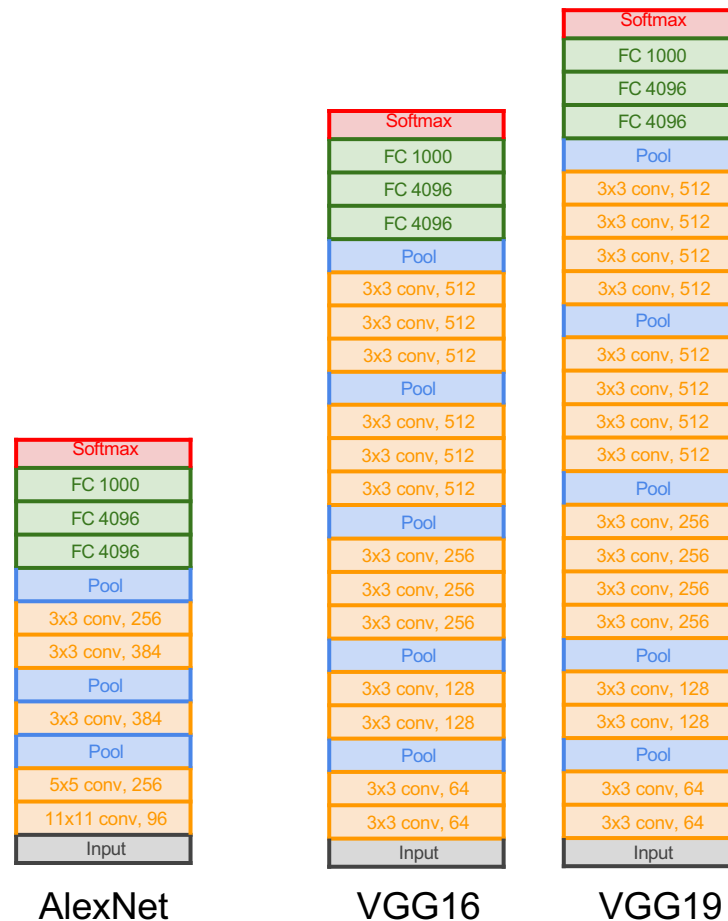 Softmax
FC 1000
FC 4096
FC 4096
Pool
3x3 conv, 256
3x3 conv, 384
Pool
3x3 conv, 384
Pool
5x5 conv, 256
11x11 conv, 96
Input
AlexNet
Softmax
FC 1000
FC 4096
FC 4096
Pool
3x3 conv, 512
3x3 conv, 512
3x3 conv, 512
Pool
3x3 conv, 512
3x3 conv, 512
3x3 conv, 512
Pool
3x3 conv, 256
3x3 conv, 256
3x3 conv, 256
Pool
3x3 conv, 128
3x3 conv, 128
Pool
3x3 conv, 64
3x3 conv, 64
Input
VGG16
Softmax
FC 1000
FC 4096
FC 4096
Pool
3x3 conv, 512
3x3 conv, 512
3x3 conv, 512
3x3 conv, 512
Pool
3x3 conv, 512
3x3 conv, 512
3x3 conv, 512
3x3 conv, 512
Pool
3x3 conv, 256
3x3 conv, 256
3x3 conv, 256
3x3 conv, 256
Pool
3x3 conv, 128
3x3 conv, 128
Pool
3x3 conv, 64
3x3 conv, 64
Input
VGG19